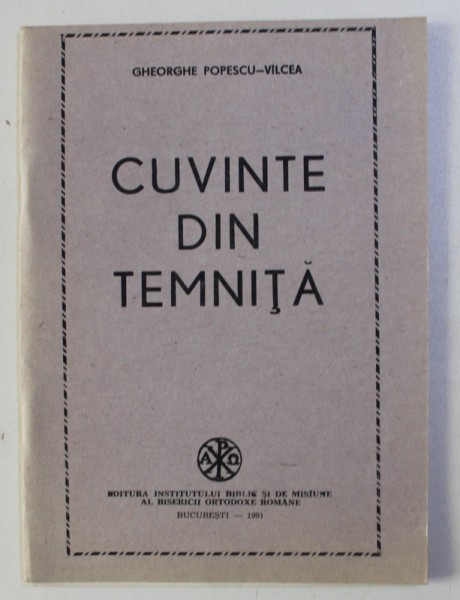 GHEORGHE POPESCU—VÎLCEA
CUVINTE
DIN
TEMNIŢĂ
Α Ρ Ω
EDITURA INSTITUTULUI BIBLIC ŞI DE MISIUNE
AL BISERICII ORTODOXE ROMÂNE
BUCUREŞTI — 1991